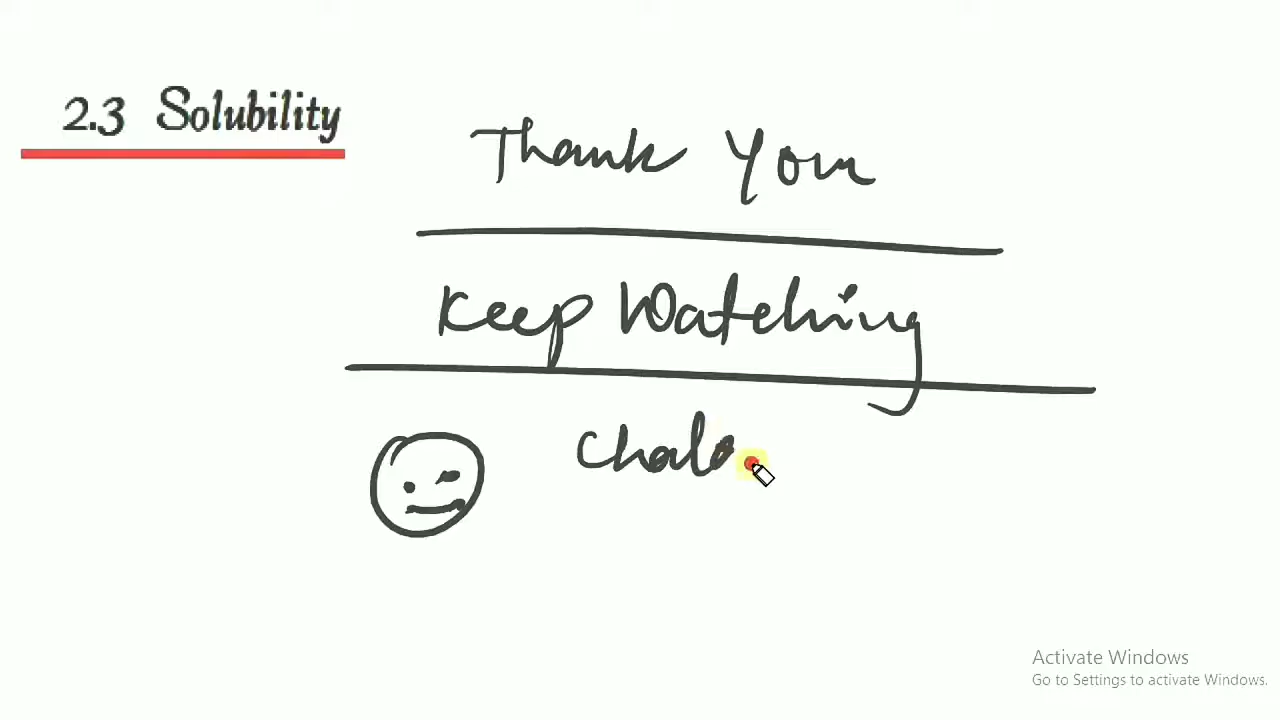 2.3 Solubility
Thank You
Keep Watching
Chalo
Activate Windows
Go to Settings to activate Windows.